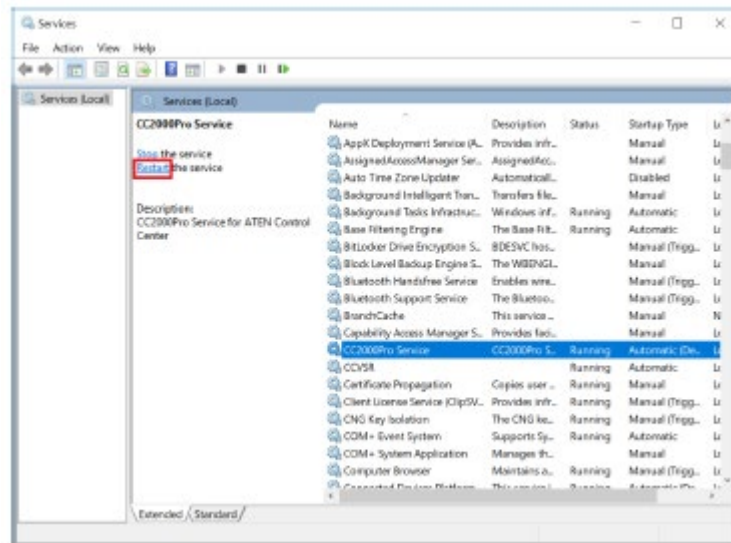 Services
File Action View Help
Services (Local)
Services (Local)
CC2000Pro Service
Stop the service
Restart the service
Description:
CC2000Pro Service for ATEN Control
Center
Name Description Status Startup Type
AppX Deployment Service (A... Provides infr... Manual
AssignedAccessManager Ser... AssignedAcc... Manual
Auto Time Zone Updater Automaticall... Disabled
Background Intelligent Tran... Transfers file... Manual
Background Tasks Infrastruc... Windows inf... Running Automatic
Base Filtering Engine The Base Filt... Running Automatic
BitLocker Drive Encryption S... BDESVC hos... Manual (Trigg...
Block Level Backup Engine S... The WBENGI... Manual
Bluetooth Handsfree Service Enables wire... Manual (Trigg...
Bluetooth Support Service The Bluetoo... Manual (Trigg...
BranchCache This service ... Manual
Capability Access Manager S... Provides faci... Manual
CC2000Pro Service CC2000Pro S... Running Automatic (De...
CCVSR Running Automatic
Certificate Propagation Copies user ... Running Manual
Client License Service (ClipSV... Provides infr... Running Manual (Trigg...
CNG Key Isolation The CNG ke... Running Manual (Trigg...
COM+ Event System Supports Sy... Running Automatic
COM+ System Application Manages th... Manual
Computer Browser Maintains a... Running Manual (Trigg...
Extended Standard